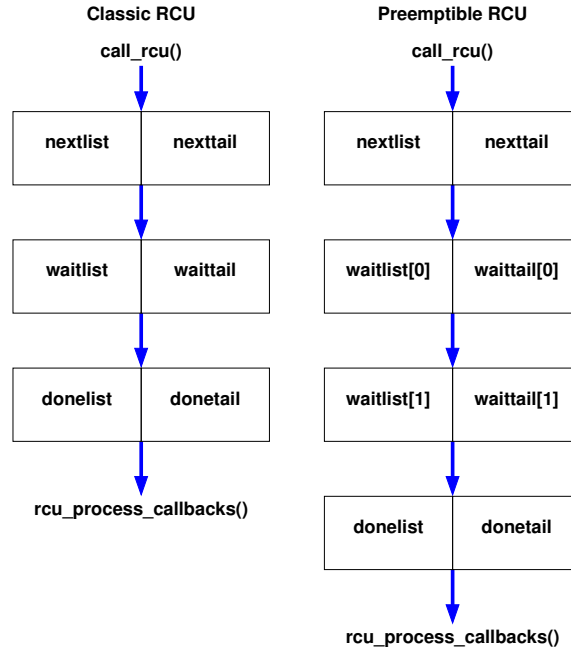 Classic RCU
call_rcu()
nextlist nexttail
waitlist waittail
donelist donetail
rcu_process_callbacks()
Preemptible RCU
call_rcu()
nextlist nexttail
waitlist[0] waittail[0]
waitlist[1] waittail[1]
donelist donetail
rcu_process_callbacks()